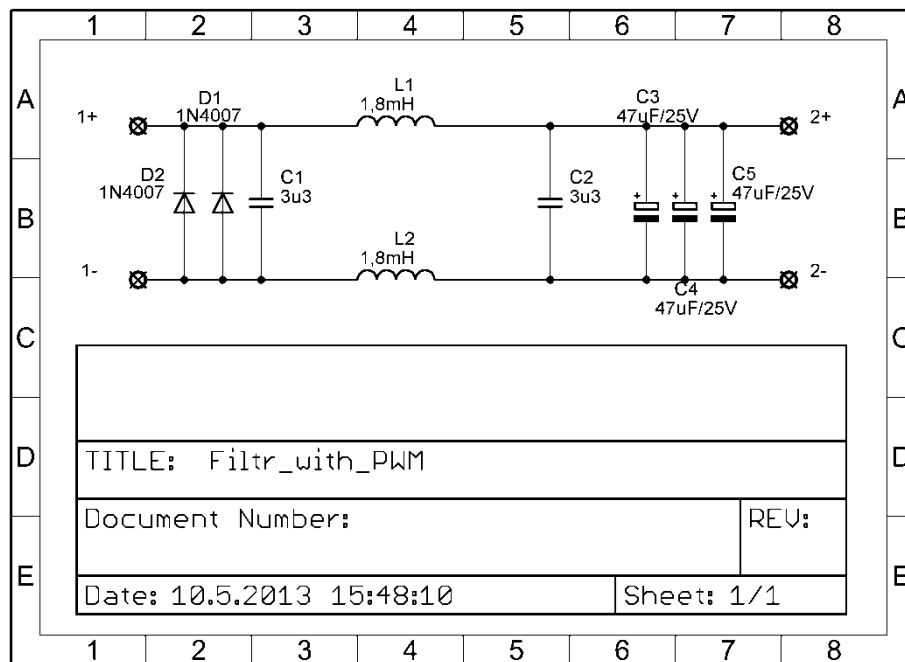 1 2 3 4 5 6 7 8
A A
L1
1,8mH
D1
1N4007
C3
47uF/25V
1+ 2+
D2
1N4007
C1
3u3
C2
3u3
C5
47uF/25V
B B
+ + +
L2
1,8mH
1- 2-
C4
47uF/25V
C C
D D
TITLE: Filtr_with_PWM
Document Number:
REV:
E E
Date: 10.5.2013 15:48:10
Sheet: 1/1
1 2 3 4 5 6 7 8